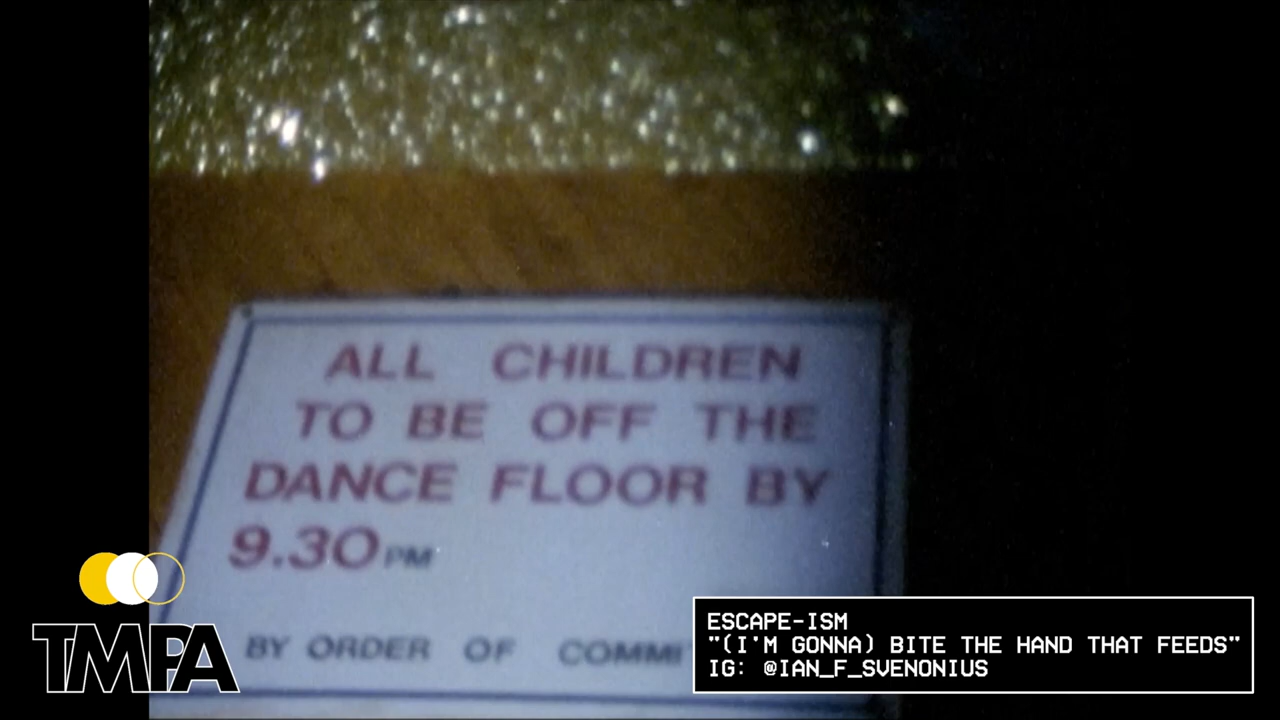 ALL CHILDREN
TO BE OFF THE
DANCE FLOOR BY
9.30PM
BY ORDER OF
TMPA
ESCAPE-ISM
"(I'M GONNA) BITE THE HAND THAT FEEDS"
IG: @IAN_F_SVENONIUS